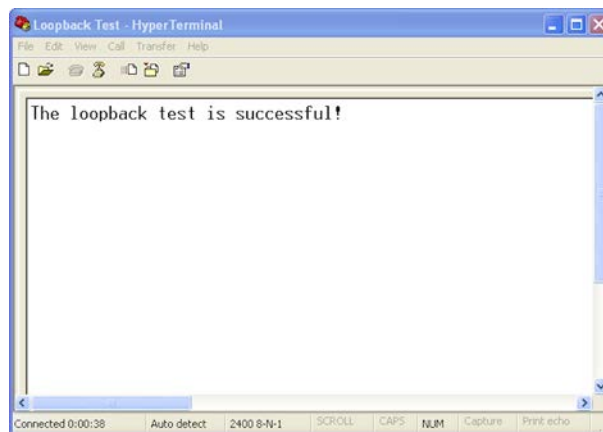 Loopback Test - HyperTerminal
File Edit View Call Transfer Help
The loopback test is successful!
Connected 0:00:38 Auto detect 2400 8-N-1 SCROLL CAPS NUM Capture Print echo